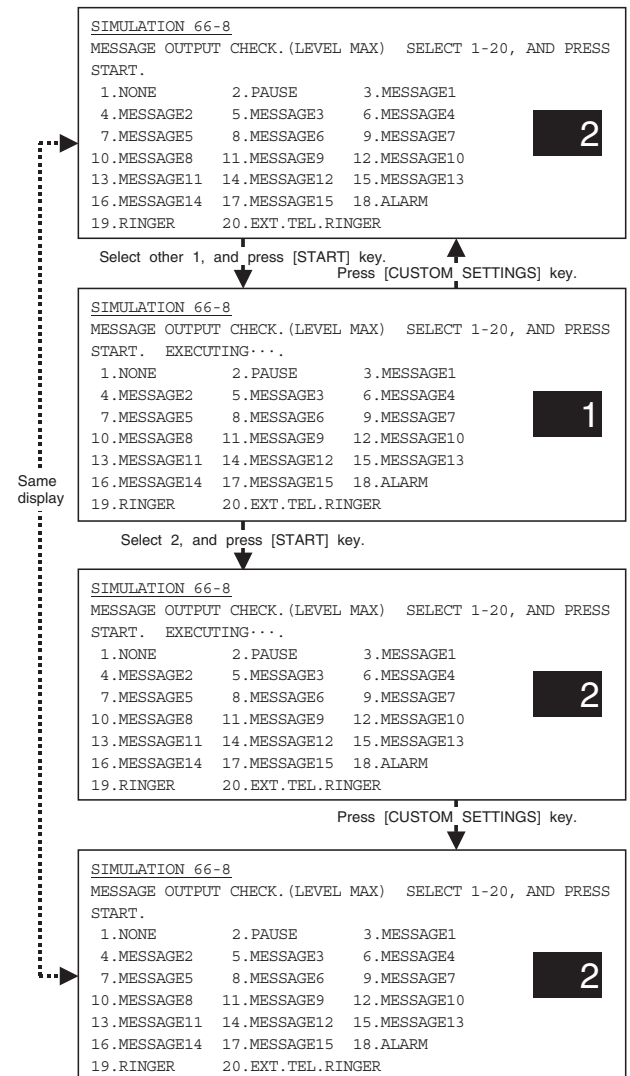 SIMULATION 66-8
MESSAGE OUTPUT CHECK.(LEVEL MAX) SELECT 1-20, AND PRESS
START.
1.NONE 2.PAUSE 3.MESSAGE1
4.MESSAGE2 5.MESSAGE3 6.MESSAGE4
7.MESSAGE5 8.MESSAGE6 9.MESSAGE7
10.MESSAGE8 11.MESSAGE9 12.MESSAGE10
13.MESSAGE11 14.MESSAGE12 15.MESSAGE13
16.MESSAGE14 17.MESSAGE15 18.ALARM
19.RINGER 20.EXT.TEL.RINGER
2
Select other 1, and press [START] key.
Press [CUSTOM SETTINGS] key.
SIMULATION 66-8
MESSAGE OUTPUT CHECK.(LEVEL MAX) SELECT 1-20, AND PRESS
START. EXECUTING···.
1.NONE 2.PAUSE 3.MESSAGE1
4.MESSAGE2 5.MESSAGE3 6.MESSAGE4
7.MESSAGE5 8.MESSAGE6 9.MESSAGE7
10.MESSAGE8 11.MESSAGE9 12.MESSAGE10
13.MESSAGE11 14.MESSAGE12 15.MESSAGE13
16.MESSAGE14 17.MESSAGE15 18.ALARM
19.RINGER 20.EXT.TEL.RINGER
1
Same
display
Select 2, and press [START] key.
SIMULATION 66-8
MESSAGE OUTPUT CHECK.(LEVEL MAX) SELECT 1-20, AND PRESS
START. EXECUTING···.
1.NONE 2.PAUSE 3.MESSAGE1
4.MESSAGE2 5.MESSAGE3 6.MESSAGE4
7.MESSAGE5 8.MESSAGE6 9.MESSAGE7
10.MESSAGE8 11.MESSAGE9 12.MESSAGE10
13.MESSAGE11 14.MESSAGE12 15.MESSAGE13
16.MESSAGE14 17.MESSAGE15 18.ALARM
19.RINGER 20.EXT.TEL.RINGER
2
Press [CUSTOM SETTINGS] key.
SIMULATION 66-8
MESSAGE OUTPUT CHECK.(LEVEL MAX) SELECT 1-20, AND PRESS
START.
1.NONE 2.PAUSE 3.MESSAGE1
4.MESSAGE2 5.MESSAGE3 6.MESSAGE4
7.MESSAGE5 8.MESSAGE6 9.MESSAGE7
10.MESSAGE8 11.MESSAGE9 12.MESSAGE10
13.MESSAGE11 14.MESSAGE12 15.MESSAGE13
16.MESSAGE14 17.MESSAGE15 18.ALARM
19.RINGER 20.EXT.TEL.RINGER
2